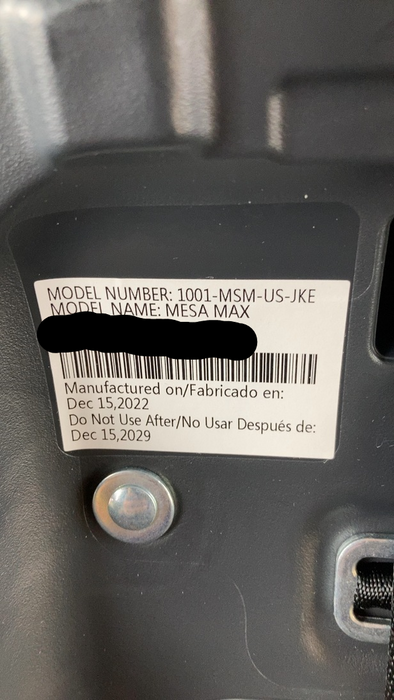 MODEL NUMBER: 1001-MSM-US-JKE
MODEL NAME: MESA MAX
Manufactured on/Fabricado en:
Dec 15,2022
Do Not Use After/No Usar Después de:
Dec 15,2029